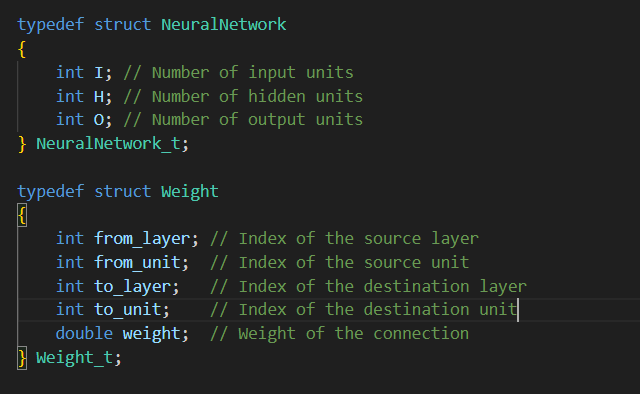 typedef struct NeuralNetwork
{
    int I; // Number of input units
    int H; // Number of hidden units
    int O; // Number of output units
} NeuralNetwork_t;

typedef struct Weight
{
    int from_layer; // Index of the source layer
    int from_unit;  // Index of the source unit
    int to_layer;   // Index of the destination layer
    int to_unit;    // Index of the destination unit
    double weight;  // Weight of the connection
} Weight_t;